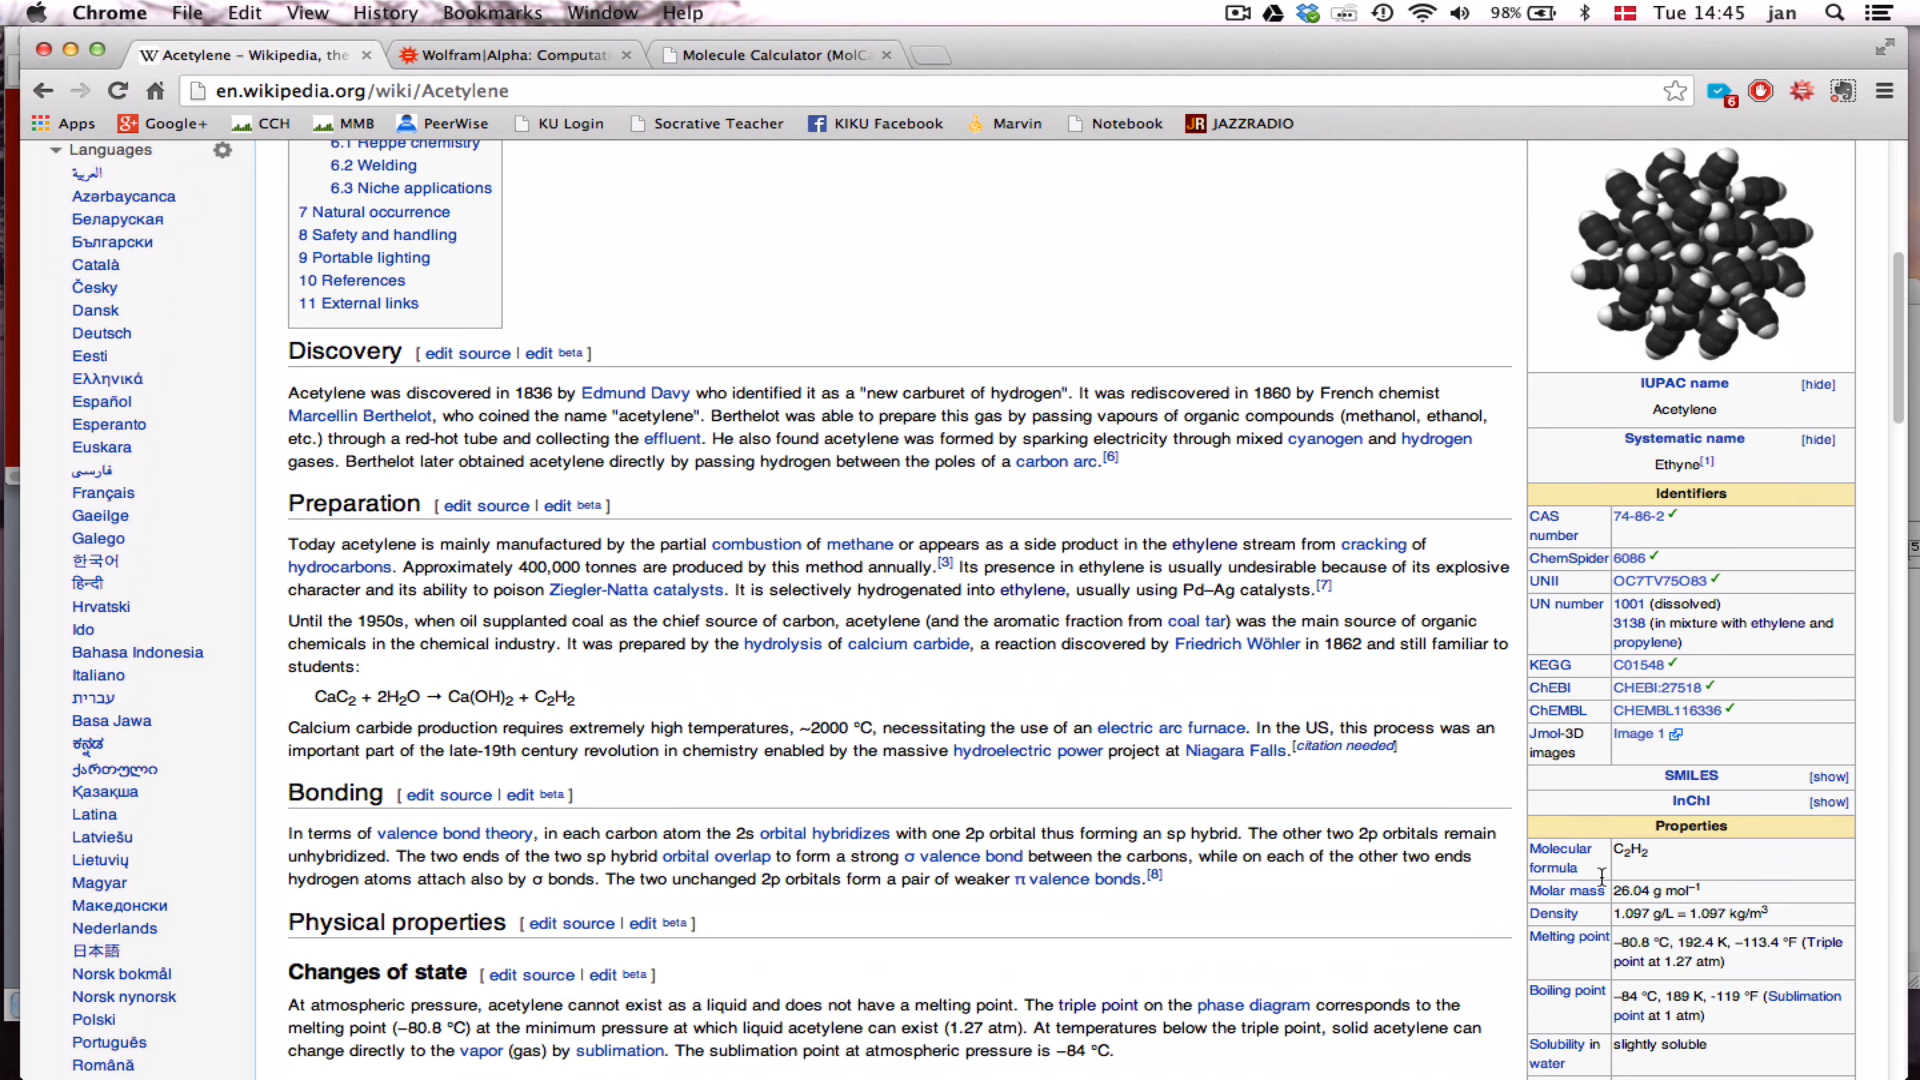 Chrome File Edit View History Bookmarks Window Help 98% Tue 14:45 jan
Acetylene – Wikipedia, the
Wolfram|Alpha: Computati
Molecule Calculator (MolCa
en.wikipedia.org/wiki/Acetylene
6
Apps Google+ CCH MMB PeerWise KU Login Socrative Teacher KIKU Facebook Marvin Notebook JAZZRADIO
Languages
العربية
Azərbaycanca
Беларуская
Български
Català
Česky
Dansk
Deutsch
Eesti
Ελληνικά
Español
Esperanto
Euskara
فارسی
Français
Gaeilge
Galego
한국어
हिन्दी
Hrvatski
Ido
Bahasa Indonesia
Italiano
עברית
Basa Jawa
ಕನ್ನಡ
ქართული
Қазақша
Latina
Latviešu
Lietuvių
Magyar
Македонски
Nederlands
日本語
Norsk bokmål
Norsk nynorsk
Polski
Português
Română
6.1 Reppe chemistry
6.2 Welding
6.3 Niche applications
7 Natural occurrence
8 Safety and handling
9 Portable lighting
10 References
11 External links
Discovery [ edit source | edit beta ]
Acetylene was discovered in 1836 by Edmund Davy who identified it as a "new carburet of hydrogen". It was rediscovered in 1860 by French chemist
Marcellin Berthelot, who coined the name "acetylene". Berthelot was able to prepare this gas by passing vapours of organic compounds (methanol, ethanol,
etc.) through a red-hot tube and collecting the effluent. He also found acetylene was formed by sparking electricity through mixed cyanogen and hydrogen
gases. Berthelot later obtained acetylene directly by passing hydrogen between the poles of a carbon arc.[6]
Preparation [ edit source | edit beta ]
Today acetylene is mainly manufactured by the partial combustion of methane or appears as a side product in the ethylene stream from cracking of
hydrocarbons. Approximately 400,000 tonnes are produced by this method annually.[3] Its presence in ethylene is usually undesirable because of its explosive
character and its ability to poison Ziegler-Natta catalysts. It is selectively hydrogenated into ethylene, usually using Pd–Ag catalysts.[7]
Until the 1950s, when oil supplanted coal as the chief source of carbon, acetylene (and the aromatic fraction from coal tar) was the main source of organic
chemicals in the chemical industry. It was prepared by the hydrolysis of calcium carbide, a reaction discovered by Friedrich Wöhler in 1862 and still familiar to
students:
CaC2 + 2H2O → Ca(OH)2 + C2H2
Calcium carbide production requires extremely high temperatures, ~2000 °C, necessitating the use of an electric arc furnace. In the US, this process was an
important part of the late-19th century revolution in chemistry enabled by the massive hydroelectric power project at Niagara Falls.[citation needed]
Bonding [ edit source | edit beta ]
In terms of valence bond theory, in each carbon atom the 2s orbital hybridizes with one 2p orbital thus forming an sp hybrid. The other two 2p orbitals remain
unhybridized. The two ends of the two sp hybrid orbital overlap to form a strong σ valence bond between the carbons, while on each of the other two ends
hydrogen atoms attach also by σ bonds. The two unchanged 2p orbitals form a pair of weaker π valence bonds.[8]
Physical properties [ edit source | edit beta ]
Changes of state [ edit source | edit beta ]
At atmospheric pressure, acetylene cannot exist as a liquid and does not have a melting point. The triple point on the phase diagram corresponds to the
melting point (−80.8 °C) at the minimum pressure at which liquid acetylene can exist (1.27 atm). At temperatures below the triple point, solid acetylene can
change directly to the vapor (gas) by sublimation. The sublimation point at atmospheric pressure is −84 °C.
IUPAC name [hide]
Acetylene
Systematic name [hide]
Ethyne[1]
Identifiers
CAS number 74-86-2 ✓
ChemSpider 6086 ✓
UNII OC7TV75O83 ✓
UN number 1001 (dissolved)
3138 (in mixture with ethylene and
propylene)
KEGG C01548 ✓
ChEBI CHEBI:27518 ✓
ChEMBL CHEMBL116336 ✓
Jmol-3D images Image 1
SMILES [show]
InChI [show]
Properties
Molecular formula C2H2
Molar mass 26.04 g mol−1
Density 1.097 g/L = 1.097 kg/m3
Melting point −80.8 °C, 192.4 K, −113.4 °F (Triple
point at 1.27 atm)
Boiling point −84 °C, 189 K, -119 °F (Sublimation
point at 1 atm)
Solubility in water slightly soluble